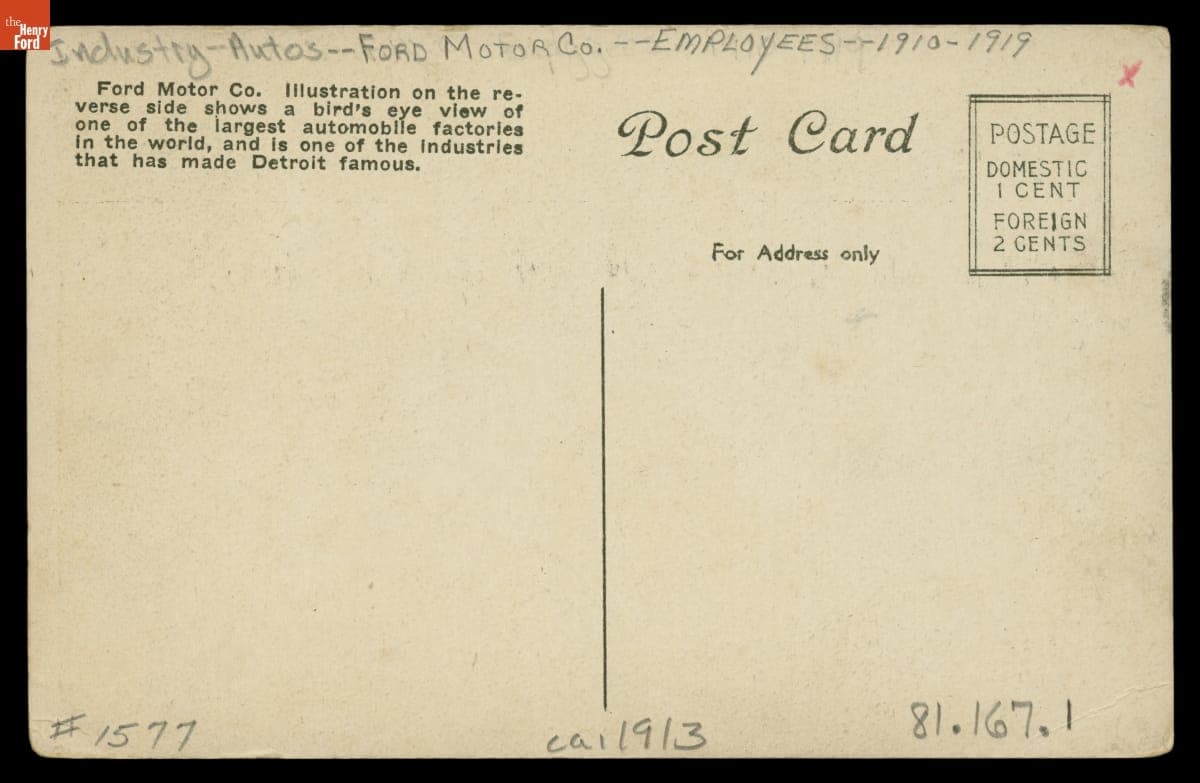 the
Henry
Ford
Industry--Autos--FORD MOTOR Co.--EMPLOYEES--1910-1919
Ford Motor Co. Illustration on the re-
verse side shows a bird's eye view of
one of the largest automobile factories
in the world, and is one of the industries
that has made Detroit famous.
Post Card
POSTAGE
DOMESTIC
1 CENT
FOREIGN
2 CENTS
For Address only
x
# 1577
ca. 1913
81.167.1